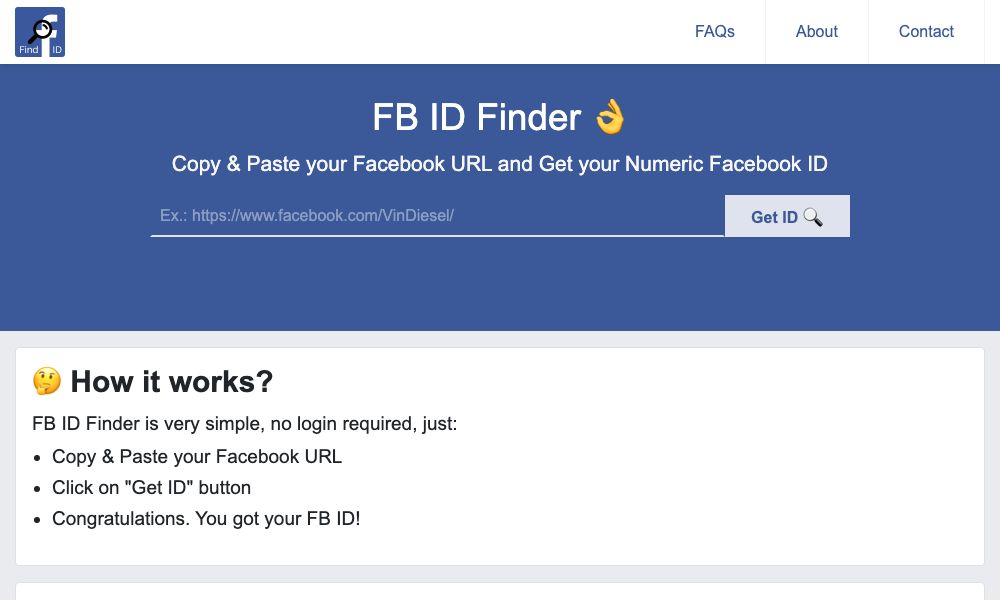 Find ID
FAQs
About
Contact
FB ID Finder 👌
Copy & Paste your Facebook URL and Get your Numeric Facebook ID
Ex.: https://www.facebook.com/VinDiesel/
Get ID 🔍
🤔 How it works?
FB ID Finder is very simple, no login required, just:
• Copy & Paste your Facebook URL
• Click on "Get ID" button
• Congratulations. You got your FB ID!